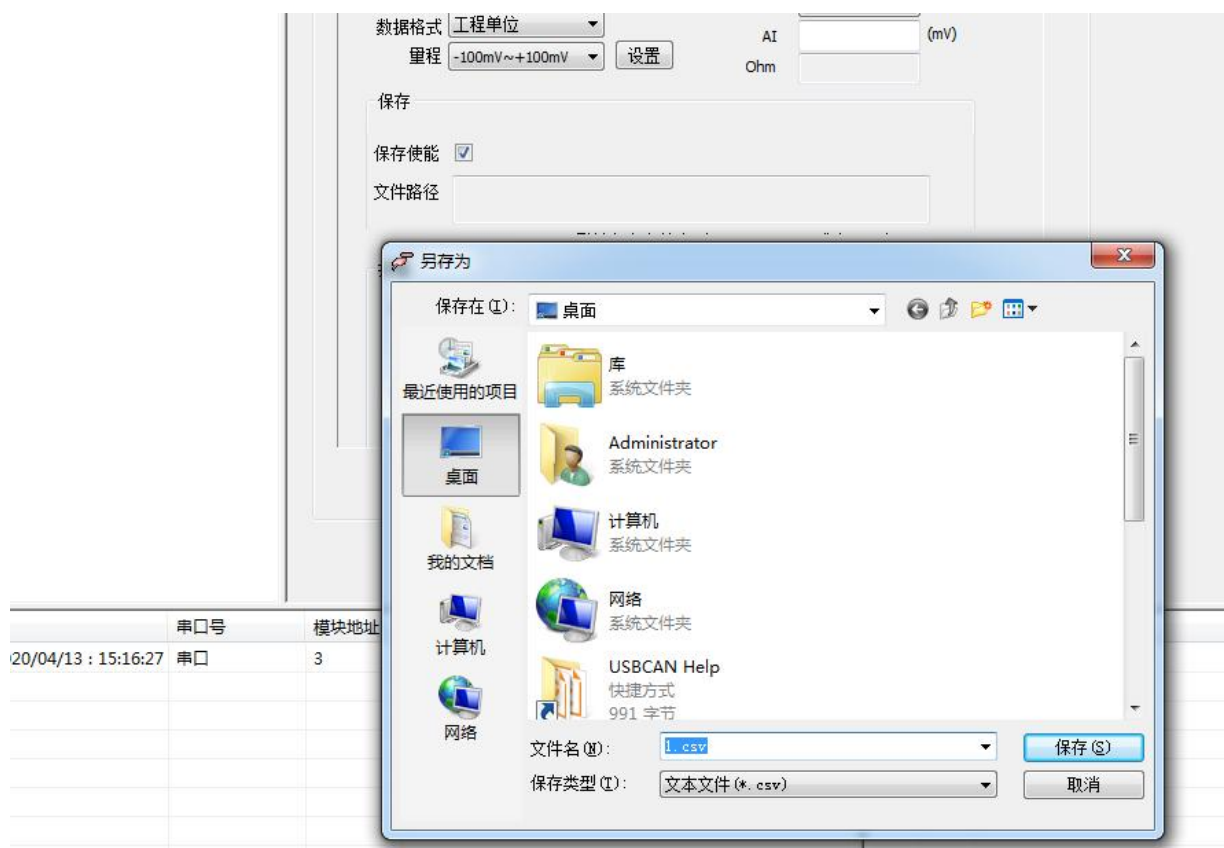 数据格式 工程单位
AI (mV)
量程 -100mV~+100mV 设置
Ohm
保存
保存使能
文件路径
另存为
保存在(I): 桌面
最近使用的项目
桌面
我的文档
计算机
网络
库
系统文件夹
Administrator
系统文件夹
计算机
系统文件夹
网络
系统文件夹
USBCAN Help
快捷方式
991 字节
文件名(N): 1.csv 保存(S)
保存类型(T): 文本文件(*.csv) 取消
串口号 模块地址
20/04/13 : 15:16:27 串口 3